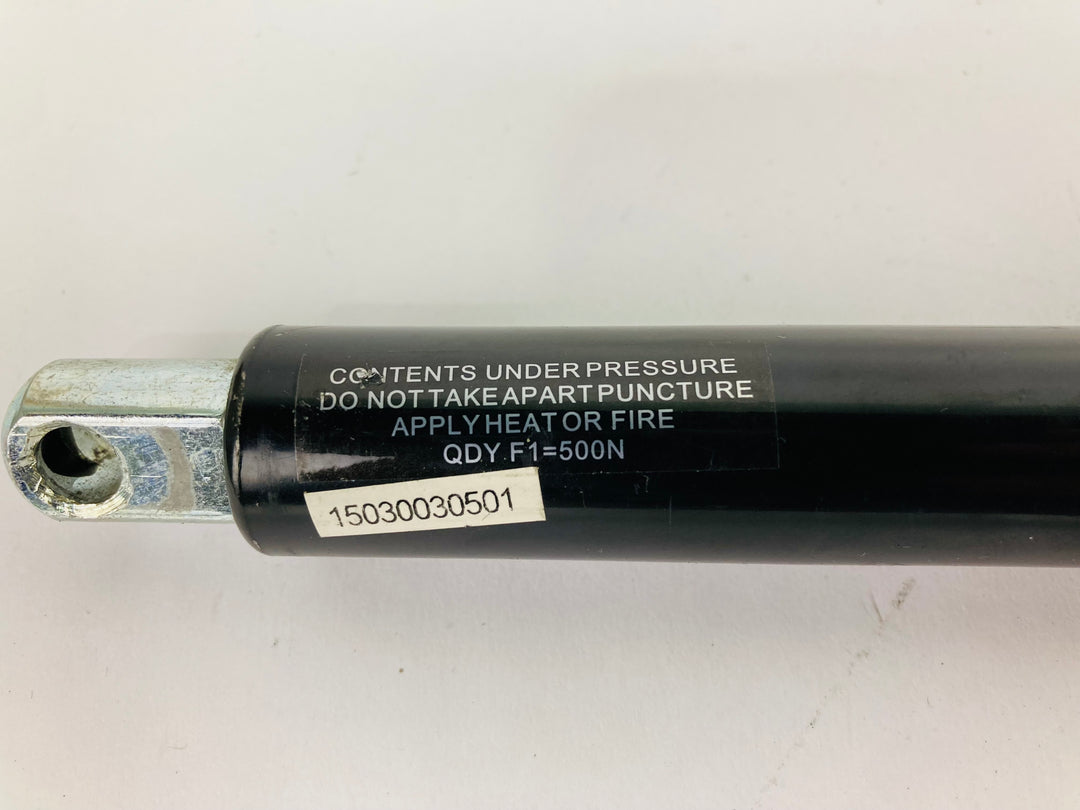 CONTENTS UNDER PRESSURE
DO NOT TAKE APART PUNCTURE
APPLY HEAT OR FIRE
QDY F1=500N
15030030501